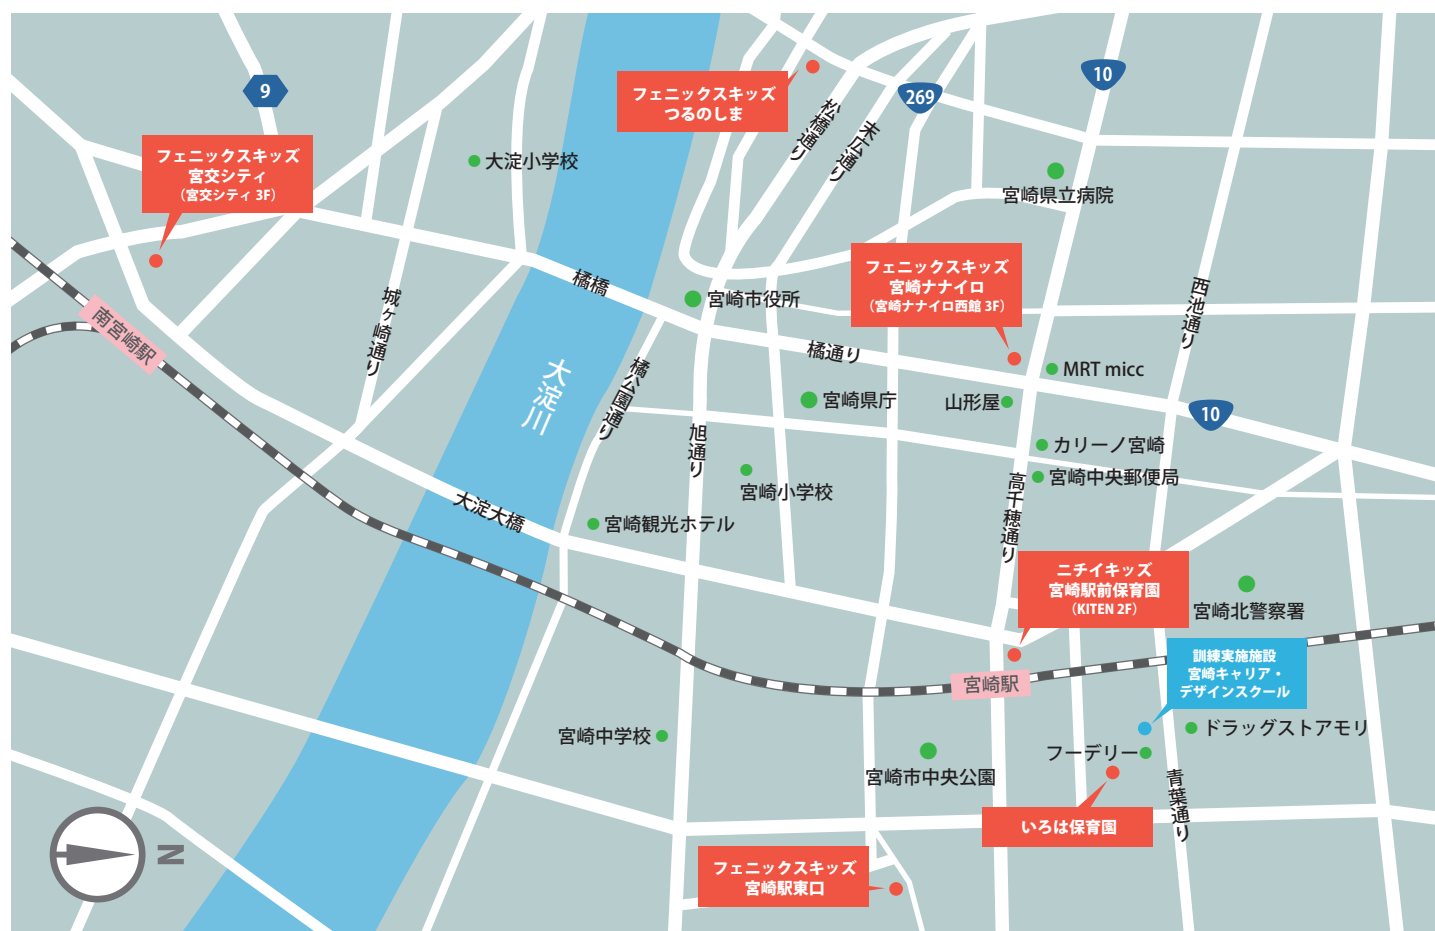 9
フェニックスキッズ
宮交シティ
（宮交シティ 3F）
大淀小学校
フェニックスキッズ
つるのしま
松橋通り
末広通り
269
10
宮崎県立病院
南宮崎駅
城ヶ崎通り
橘橋
宮崎市役所
フェニックスキッズ
宮崎ナナイロ
（宮崎ナナイロ西館 3F）
西池通り
大淀川
橘公園通り
橘通り
MRT micc
宮崎県庁
山形屋
10
旭通り
カリーノ宮崎
宮崎小学校
宮崎中央郵便局
大淀大橋
宮崎観光ホテル
高千穂通り
ニチイキッズ
宮崎駅前保育園
（KITEN 2F）
宮崎北警察署
訓練実施施設
宮崎キャリア・
デザインスクール
宮崎駅
宮崎中学校
ドラッグストアモリ
フーデリー
宮崎市中央公園
青葉通り
いろは保育園
フェニックスキッズ
宮崎駅東口
N